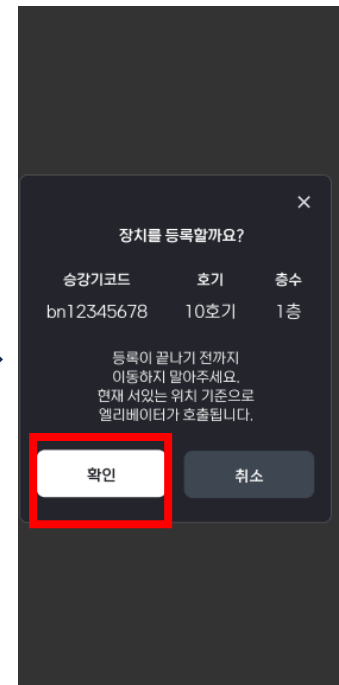 장치를 등록할까요?
승강기코드 호기 층수
bn12345678 10호기 1층
등록이 끝나기 전까지
이동하지 말아주세요.
현재 서있는 위치 기준으로
엘리베이터가 호출됩니다.
확인 취소